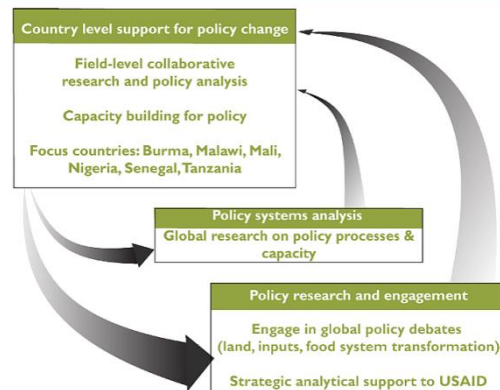 Country level support for policy change
Field-level collaborative
research and policy analysis
Capacity building for policy
Focus countries: Burma, Malawi, Mali,
Nigeria, Senegal, Tanzania
Policy systems analysis
Global research on policy processes &
capacity
Policy research and engagement
Engage in global policy debates
(land, inputs, food system transformation)
Strategic analytical support to USAID